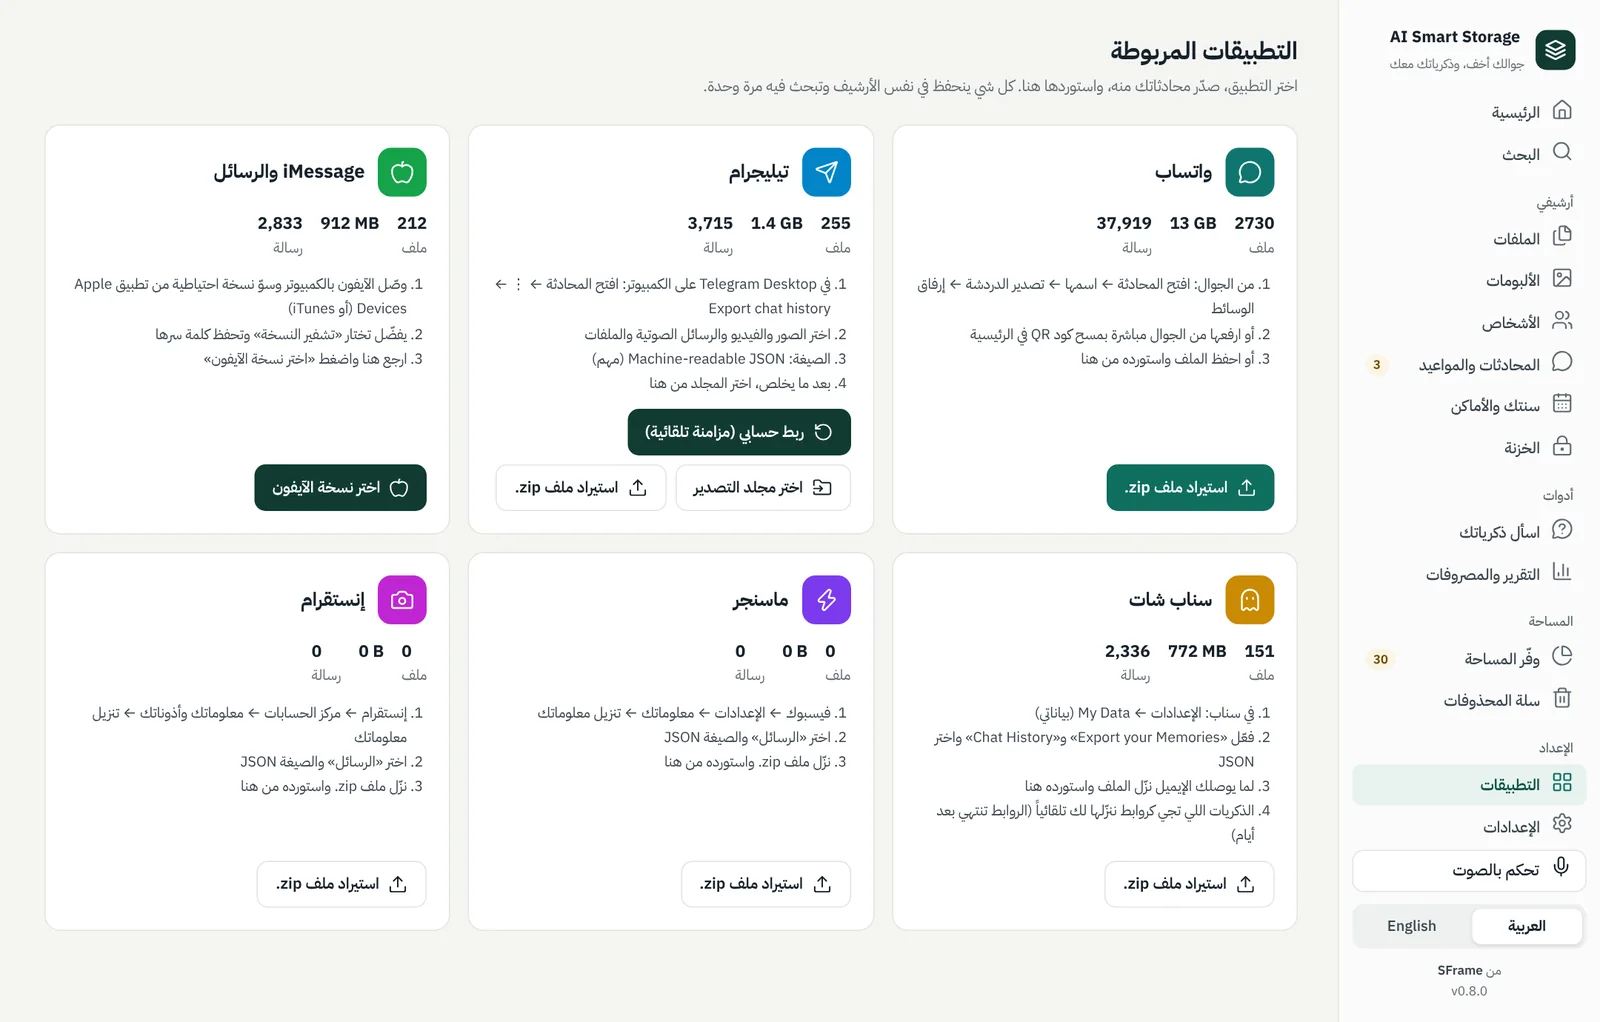 AI Smart Storage
جوالك أخف، وذكرياتك معك
الرئيسية
البحث
أرشيفي
الملفات
الألبومات
الأشخاص
المحادثات والمواعيد 3
سنتك والأماكن
الخزنة
أدوات
اسأل ذكرياتك
التقرير والمصروفات
المساحة
وفّر المساحة 30
سلة المحذوفات
الإعداد
التطبيقات
الإعدادات
تحكم بالصوت
العربية English
من SFrame
v0.8.0
التطبيقات المربوطة
اختر التطبيق، صدّر محادثاتك منه، واستوردها هنا. كل شي ينحفظ في نفس الأرشيف وتبحث فيه مرة وحدة.
واتساب
2730 13 GB 37,919
ملف رسالة
1. من الجوال: افتح المحادثة ← اسمها ← تصدير الدردشة ← إرفاق
الوسائط
2. أو ارفعها من الجوال مباشرة بمسح كود QR في الرئيسية
3. أو احفظ الملف واستورده من هنا
استيراد ملف zip.
تيليجرام
255 1.4 GB 3,715
ملف رسالة
1. في Telegram Desktop على الكمبيوتر: افتح المحادثة ← ⋮ ←
Export chat history
2. اختر الصور والفيديو والرسائل الصوتية والملفات
3. الصيغة: Machine-readable JSON (مهم)
4. بعد ما يخلص، اختر المجلد من هنا
ربط حسابي (مزامنة تلقائية)
اختر مجلد التصدير
استيراد ملف zip.
iMessage والرسائل
212 912 MB 2,833
ملف رسالة
1. وصّل الآيفون بالكمبيوتر وسوّ نسخة احتياطية من تطبيق Apple
Devices (أو iTunes)
2. يفضّل تختار «تشفير النسخة» وتحفظ كلمة سرها
3. ارجع هنا واضغط «اختر نسخة الآيفون»
اختر نسخة الآيفون
سناب شات
151 772 MB 2,336
ملف رسالة
1. في سناب: الإعدادات ← My Data (بياناتي)
2. فعّل «Export your Memories» و«Chat History» واختر
JSON
3. لما يوصلك الإيميل نزّل الملف واستورده هنا
4. الذكريات اللي تجي كروابط ننزّلها لك تلقائياً (الروابط تنتهي بعد
أيام)
استيراد ملف zip.
ماسنجر
0 0 B 0
ملف رسالة
1. فيسبوك ← الإعدادات ← معلوماتك ← تنزيل معلوماتك
2. اختر «الرسائل» والصيغة JSON
3. نزّل ملف zip. واستورده من هنا
استيراد ملف zip.
إنستقرام
0 0 B 0
ملف رسالة
1. إنستقرام ← مركز الحسابات ← معلوماتك وأذوناتك ← تنزيل
معلوماتك
2. اختر «الرسائل» والصيغة JSON
3. نزّل ملف zip. واستورده من هنا
استيراد ملف zip.